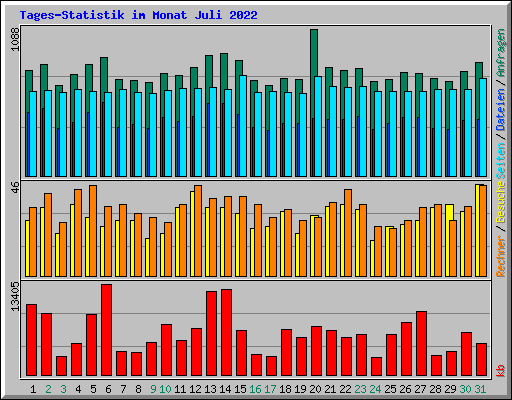 Tages-Statistik im Monat Juli 2022
1088
46
13405
Seiten / Dateien / Anfragen
Rechner / Besuche
kb
1 2 3 4 5 6 7 8 9 10 11 12 13 14 15 16 17 18 19 20 21 22 23 24 25 26 27 28 29 30 31